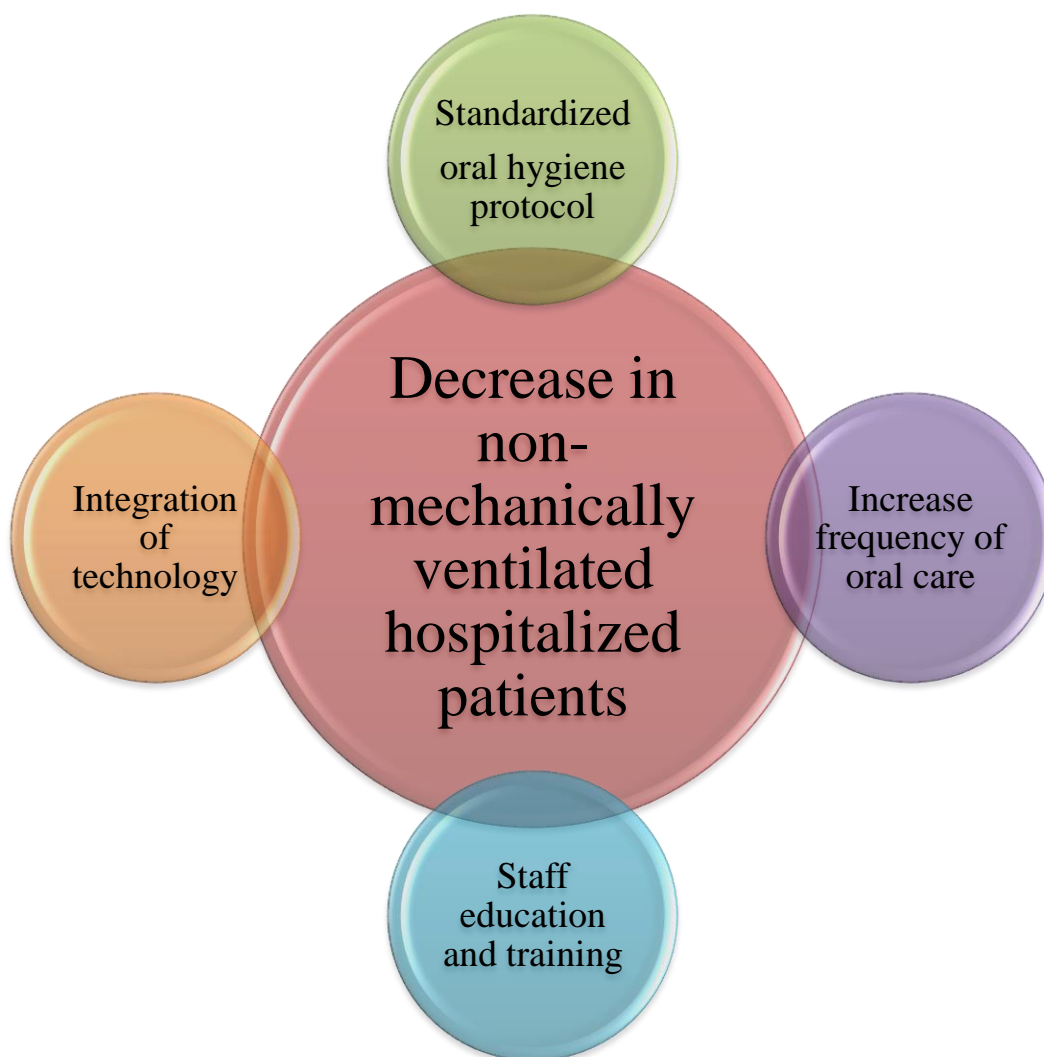 Standardized
oral hygiene
protocol
Decrease in
non-
mechanically
ventilated
hospitalized
patients
Integration
of
technology
Increase
frequency of
oral care
Staff
education
and training